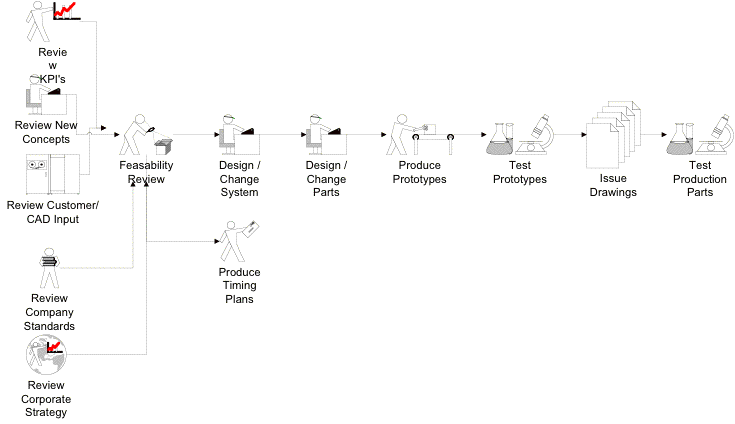 Revie
w
KPI's
Review New
Concepts
Review Customer/
CAD Input
Feasability
Review
Design /
Change
System
Design /
Change
Parts
Produce
Prototypes
Test
Prototypes
Issue
Drawings
Test
Production
Parts
Review
Company
Standards
Produce
Timing
Plans
Review
Corporate
Strategy